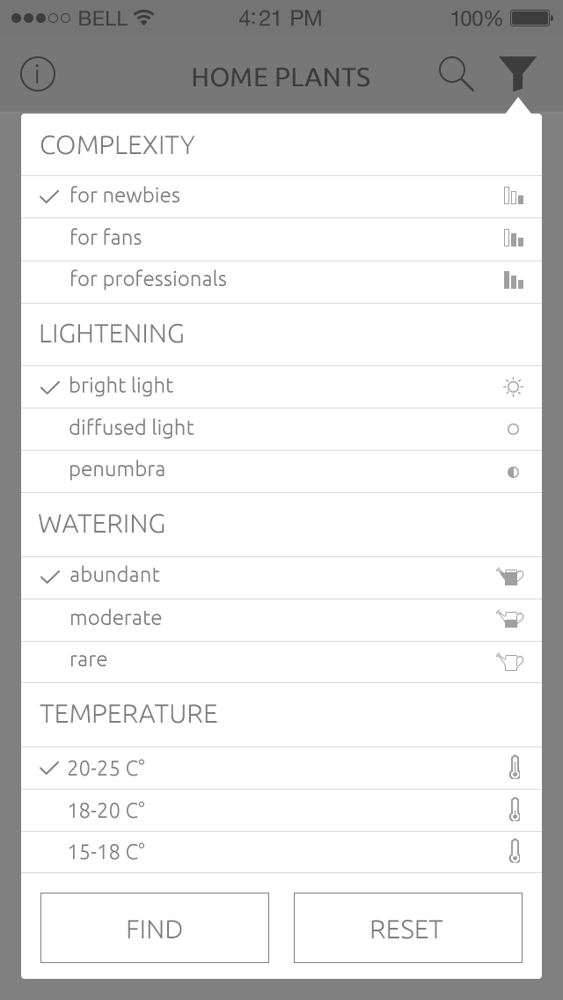 BELL 4:21 PM 100%
i HOME PLANTS
COMPLEXITY
for newbies
for fans
for professionals
LIGHTENING
bright light
diffused light
penumbra
WATERING
abundant
moderate
rare
TEMPERATURE
20-25 C°
18-20 C°
15-18 C°
FIND RESET